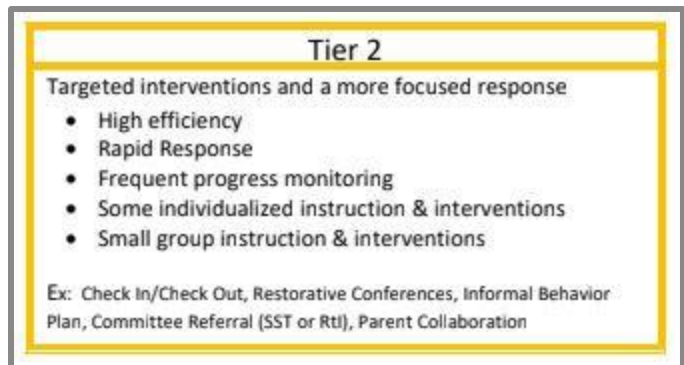 Tier 2
Targeted interventions and a more focused response
• High efficiency
• Rapid Response
• Frequent progress monitoring
• Some individualized instruction & interventions
• Small group instruction & interventions
Ex: Check In/Check Out, Restorative Conferences, Informal Behavior
Plan, Committee Referral (SST or RtI), Parent Collaboration